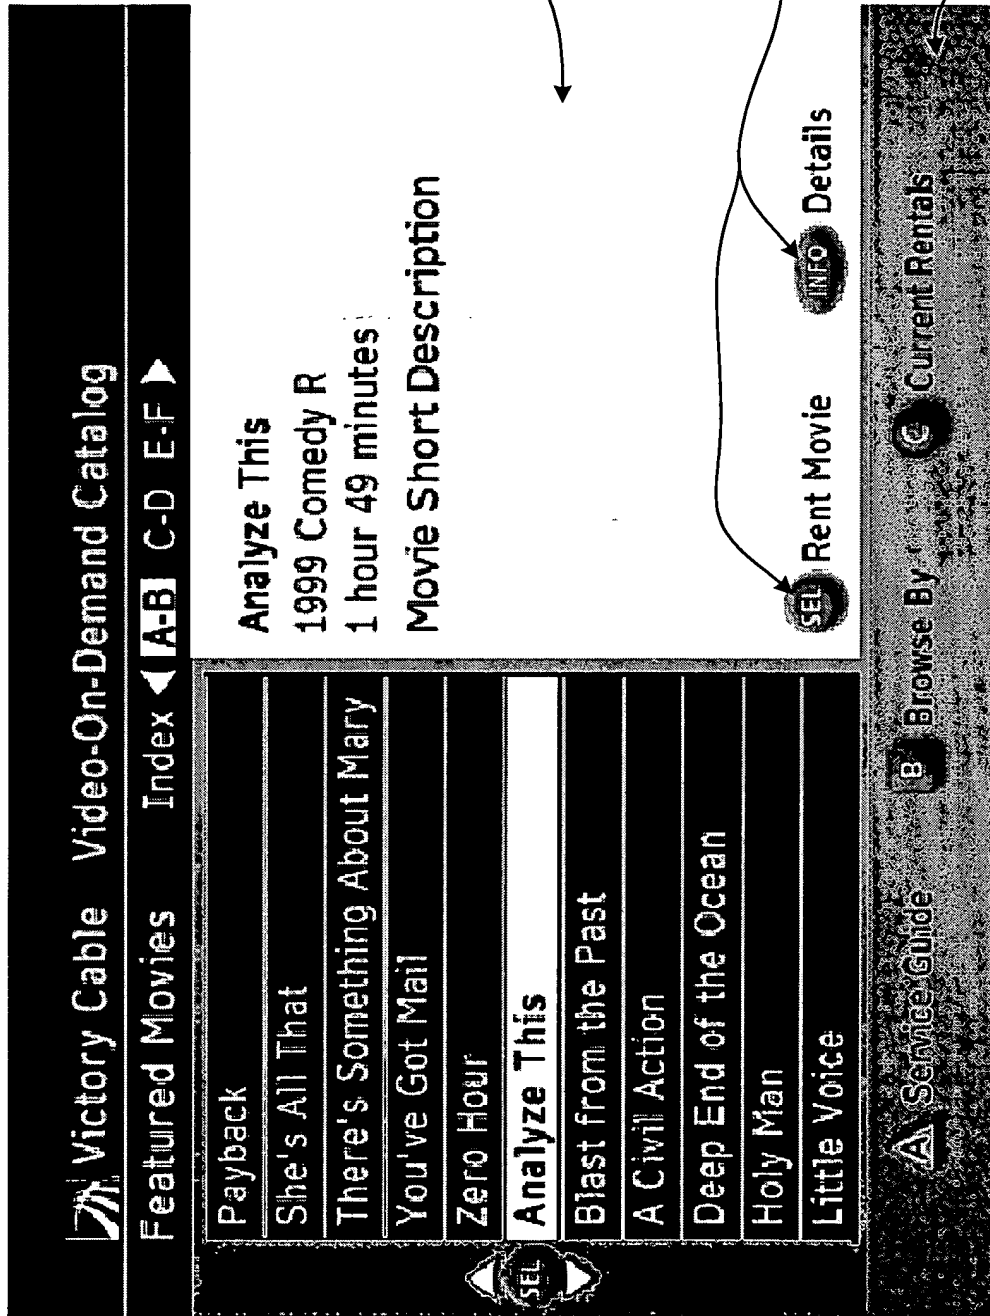 Victory Cable Video-On-Demand Catalog
Featured Movies Index A-B C-D E-F
Payback
She's All That
There's Something About Mary
You've Got Mail
Zero Hour
SEL Analyze This
Blast from the Past
A Civil Action
Deep End of the Ocean
Holy Man
Little Voice
Analyze This
1999 Comedy R
1 hour 49 minutes
Movie Short Description
SEL Rent Movie INFO Details
A Service Guide B Browse By C Current Rentals